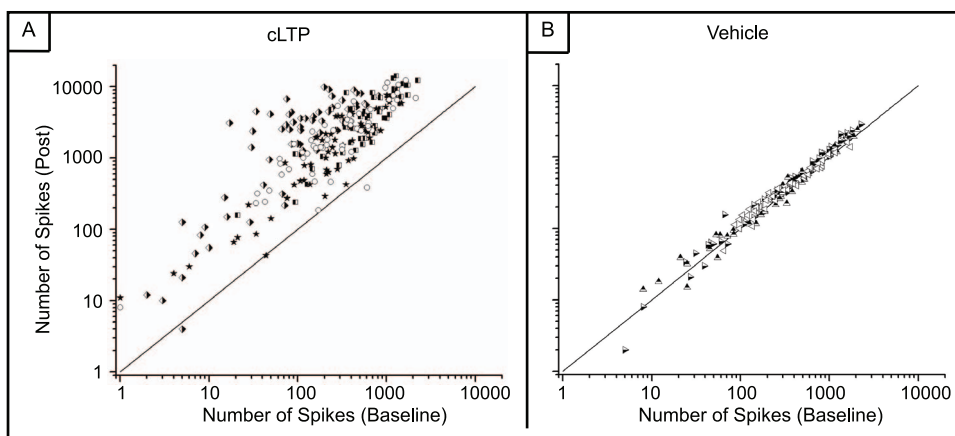 A
cLTP
Number of Spikes (Post)
10000
1000
100
10
1
1 10 100 1000 10000
Number of Spikes (Baseline)
B
Vehicle
1 10 100 1000 10000
Number of Spikes (Baseline)